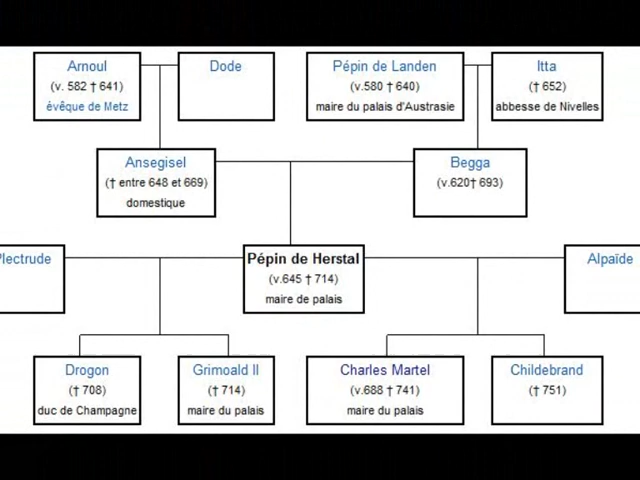 Arnoul
(v. 582 † 641)
évêque de Metz
Dode
Pépin de Landen
(v.580 † 640)
maire du palais d'Austrasie
Itta
(† 652)
abbesse de Nivelles
Ansegisel
(† entre 648 et 669)
domestique
Begga
(v.620† 693)
lectrude
Pépin de Herstal
(v.645 † 714)
maire de palais
Alpaïde
Drogon
(† 708)
duc de Champagne
Grimoald II
(† 714)
maire du palais
Charles Martel
(v.688 † 741)
maire du palais
Childebrand
(† 751)